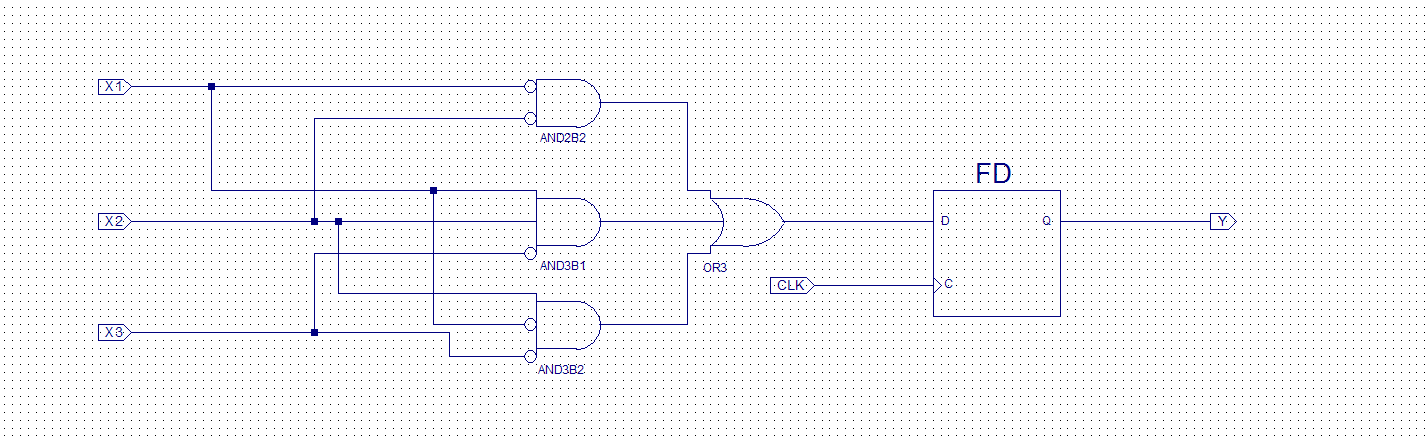 X1
AND2B2
FD
X2
D
Q
Y
AND3B1
OR3
CLK
C
X3
AND3B2